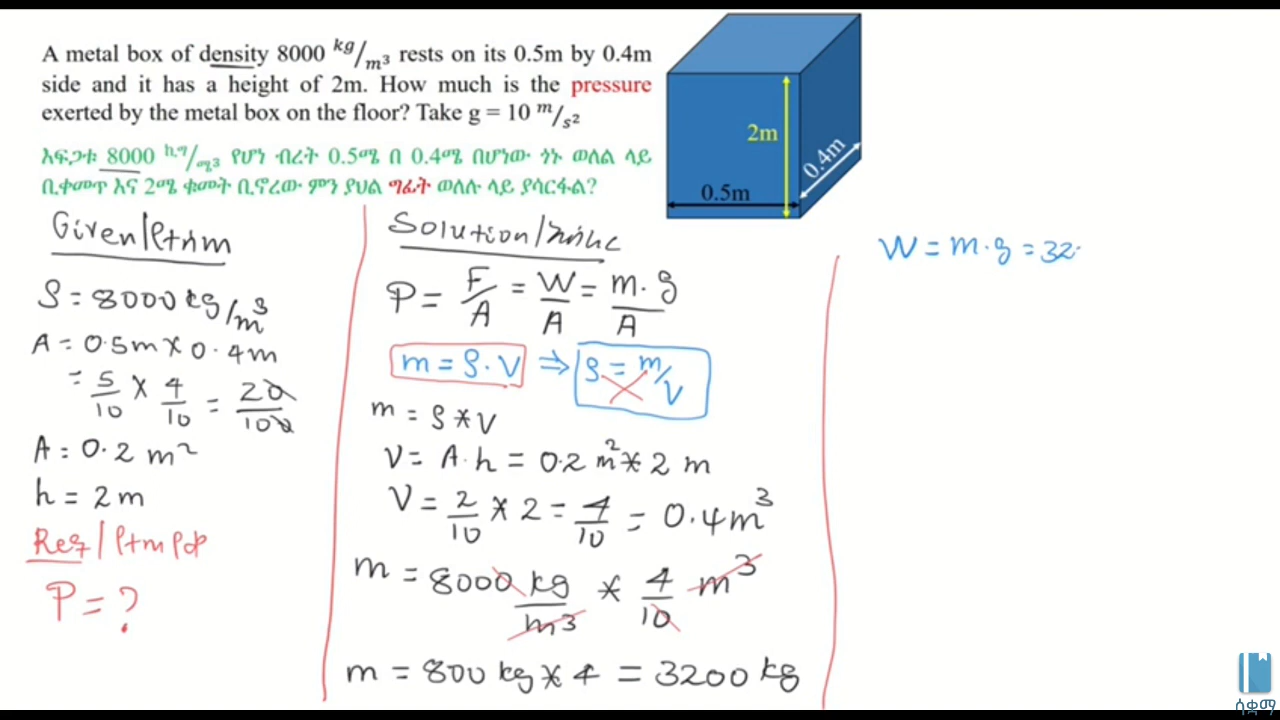 A metal box of density 8000 kg/m³ rests on its 0.5m by 0.4m
side and it has a height of 2m. How much is the pressure
exerted by the metal box on the floor? Take g = 10 m/s²
እፍጋቱ 8000 ኪግ/ሜ3 የሆነ ብረት 0.5ሜ በ 0.4ሜ በሆነው ጎኑ ወለል ላይ
ቢቀመጥ እና 2ሜ ቁመት ቢኖረው ምን ያህል ግፊት ወለሉ ላይ ያሳርፋል?
2m
0.4m
0.5m
Given/የተሰጠ
S = 8000 kg/m³
A = 0.5m × 0.4m
= 5/10 × 4/10 = 20/100
A = 0.2 m²
h = 2 m
Req/የተጠየቀ
P = ?
Solution/
P = F/A = W/A = m.g/A
m = S.V ⇒ S = m/V
m = S * V
V = A.h = 0.2 m² * 2 m
V = 2/10 * 2 = 4/10 = 0.4m³
m = 8000 kg/m³ * 4/10 m³
m = 800 kg * 4 = 3200 kg
W = m.g = 32
ሰቋማ